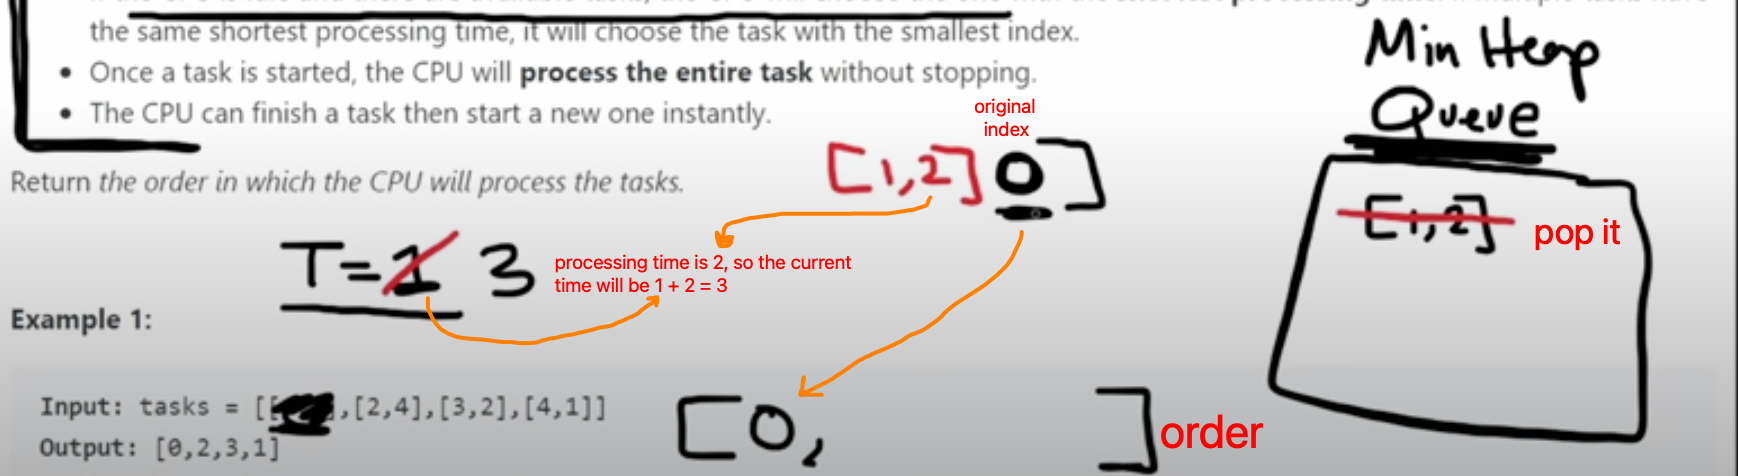 the same shortest processing time, it will choose the task with the smallest index.
• Once a task is started, the CPU will process the entire task without stopping.
• The CPU can finish a task then start a new one instantly.
Min Heap
Queue
original
index
[1,2] 0 ]
Return the order in which the CPU will process the tasks.
[1,2]
pop it
T=1 3
processing time is 2, so the current
time will be 1 + 2 = 3
Example 1:
Input: tasks = [[ ],[2,4],[3,2],[4,1]]
Output: [0,2,3,1]
[0, ]
order